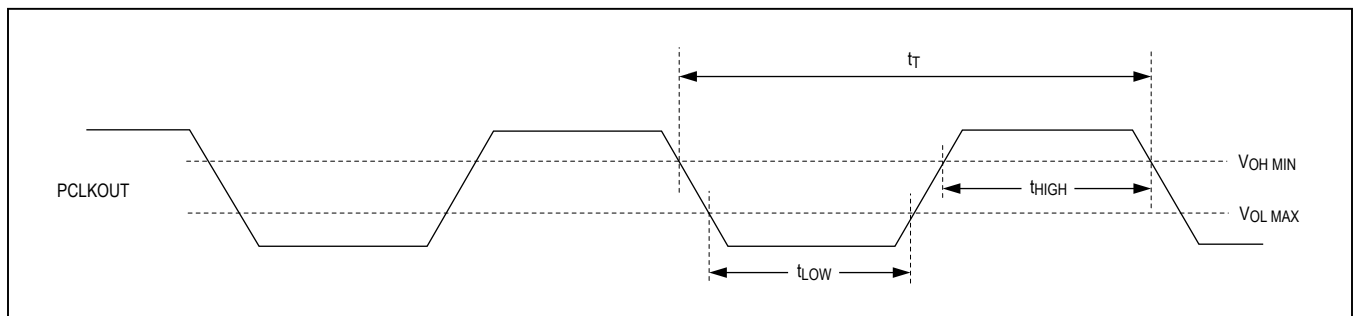 tT
VOH MIN
PCLKOUT
tHIGH
VOL MAX
tLOW